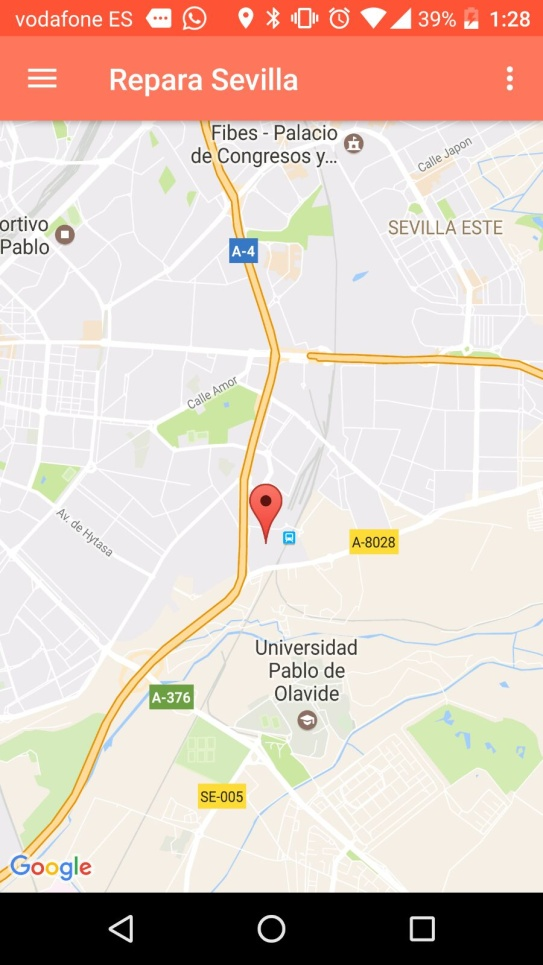 vodafone ES 39% 1:28
Repara Sevilla
Fibes - Palacio
de Congresos y...
Calle Japon
ortivo
Pablo
SEVILLA ESTE
A-4
Calle Amor
Av. de Hytasa
A-8028
Universidad
Pablo de
Olavide
A-376
SE-005
Google